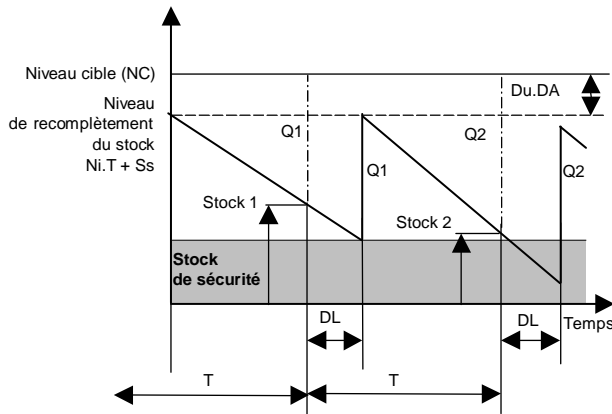 Niveau cible (NC)
Du.DA
Niveau
de recomplètement
du stock
Ni.T + Ss
Q1
Q2
Q1
Q2
Stock 1
Stock 2
Stock
de sécurité
DL
DL
Temps
T
T